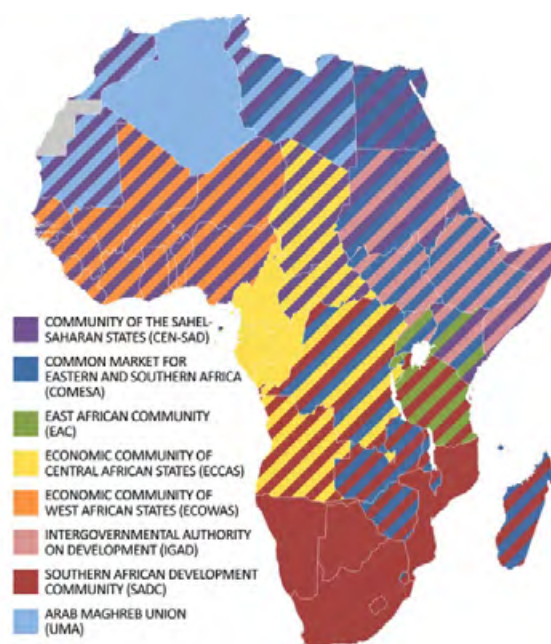 COMMUNITY OF THE SAHEL-
SAHARAN STATES (CEN-SAD)
COMMON MARKET FOR
EASTERN AND SOUTHERN AFRICA
(COMESA)
EAST AFRICAN COMMUNITY
(EAC)
ECONOMIC COMMUNITY OF
CENTRAL AFRICAN STATES (ECCAS)
ECONOMIC COMMUNITY OF
WEST AFRICAN STATES (ECOWAS)
INTERGOVERNMENTAL AUTHORITY
ON DEVELOPMENT (IGAD)
SOUTHERN AFRICAN DEVELOPMENT
COMMUNITY (SADC)
ARAB MAGHREB UNION
(UMA)